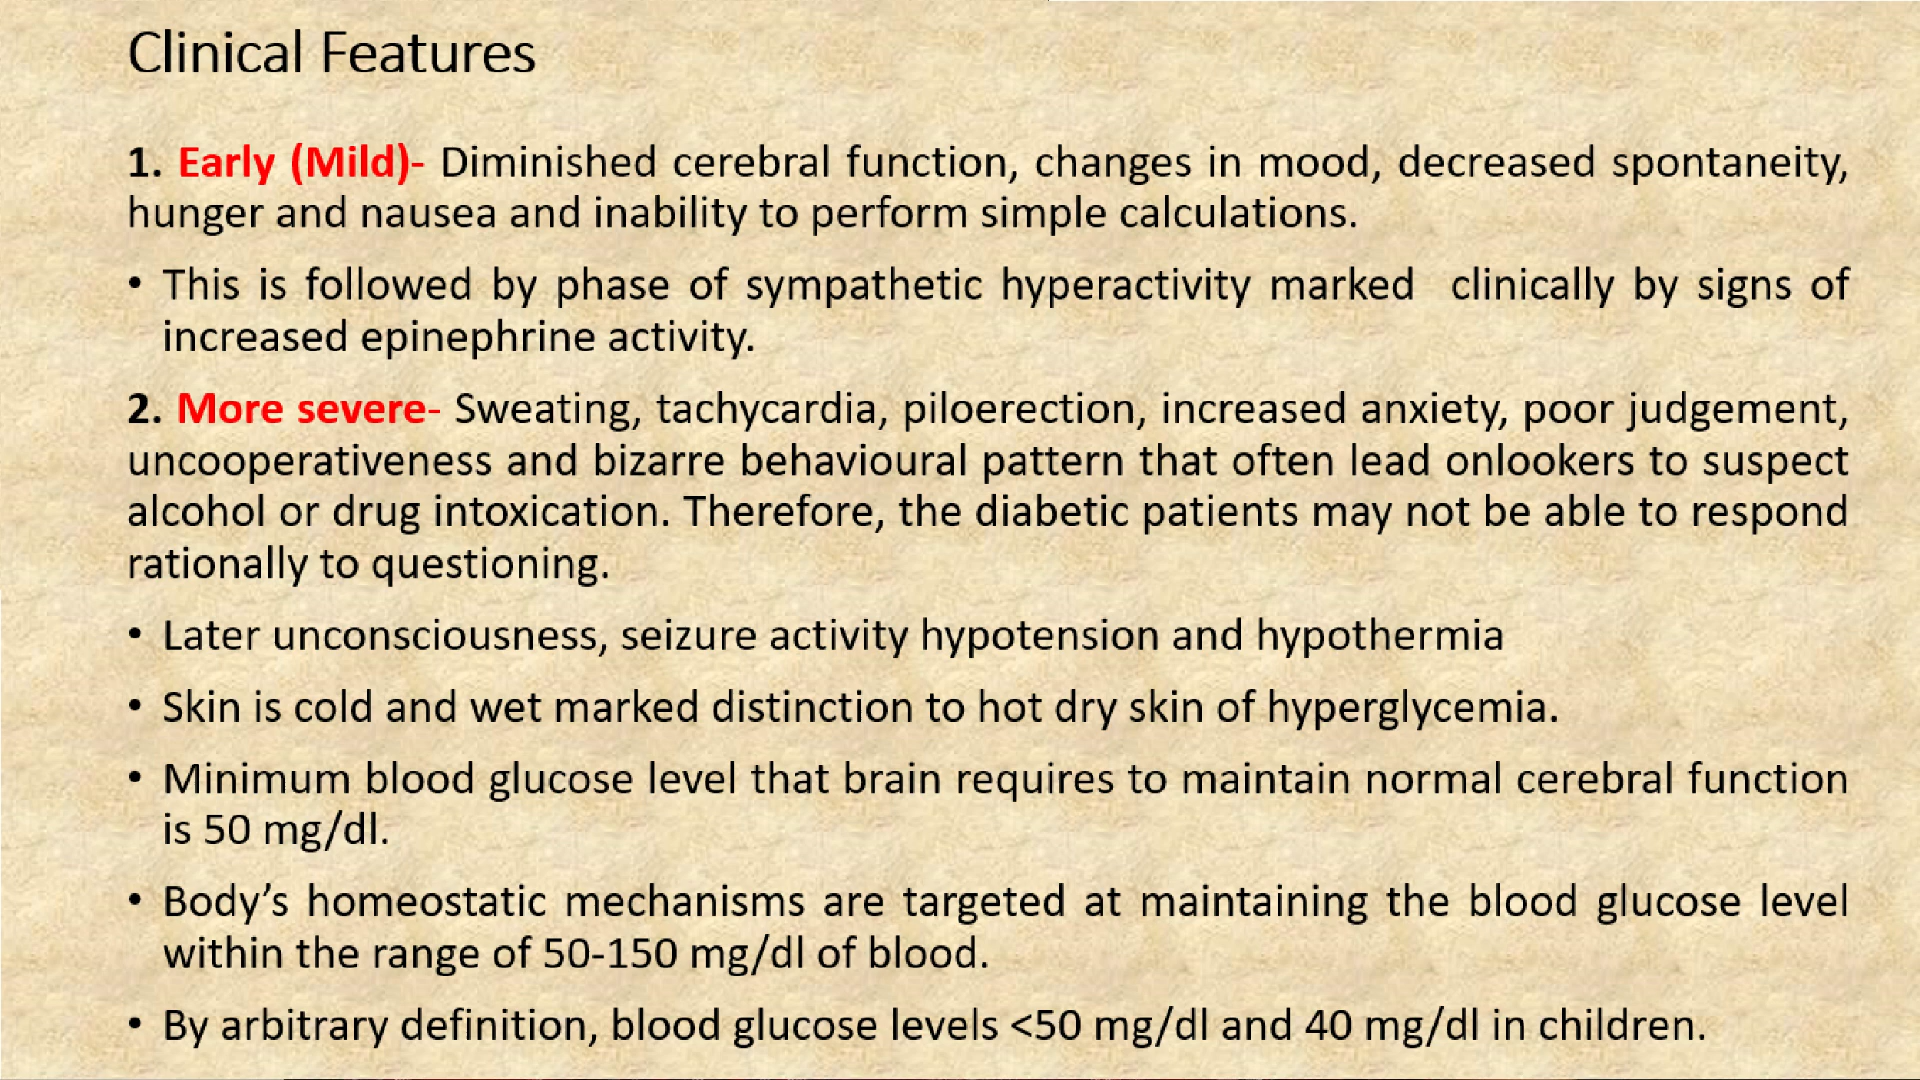 Clinical Features
1. Early (Mild)- Diminished cerebral function, changes in mood, decreased spontaneity,
hunger and nausea and inability to perform simple calculations.
• This is followed by phase of sympathetic hyperactivity marked  clinically by signs of
increased epinephrine activity.
2. More severe- Sweating, tachycardia, piloerection, increased anxiety, poor judgement,
uncooperativeness and bizarre behavioural pattern that often lead onlookers to suspect
alcohol or drug intoxication. Therefore, the diabetic patients may not be able to respond
rationally to questioning.
• Later unconsciousness, seizure activity hypotension and hypothermia
• Skin is cold and wet marked distinction to hot dry skin of hyperglycemia.
• Minimum blood glucose level that brain requires to maintain normal cerebral function
is 50 mg/dl.
• Body’s homeostatic mechanisms are targeted at maintaining the blood glucose level
within the range of 50-150 mg/dl of blood.
• By arbitrary definition, blood glucose levels <50 mg/dl and 40 mg/dl in children.